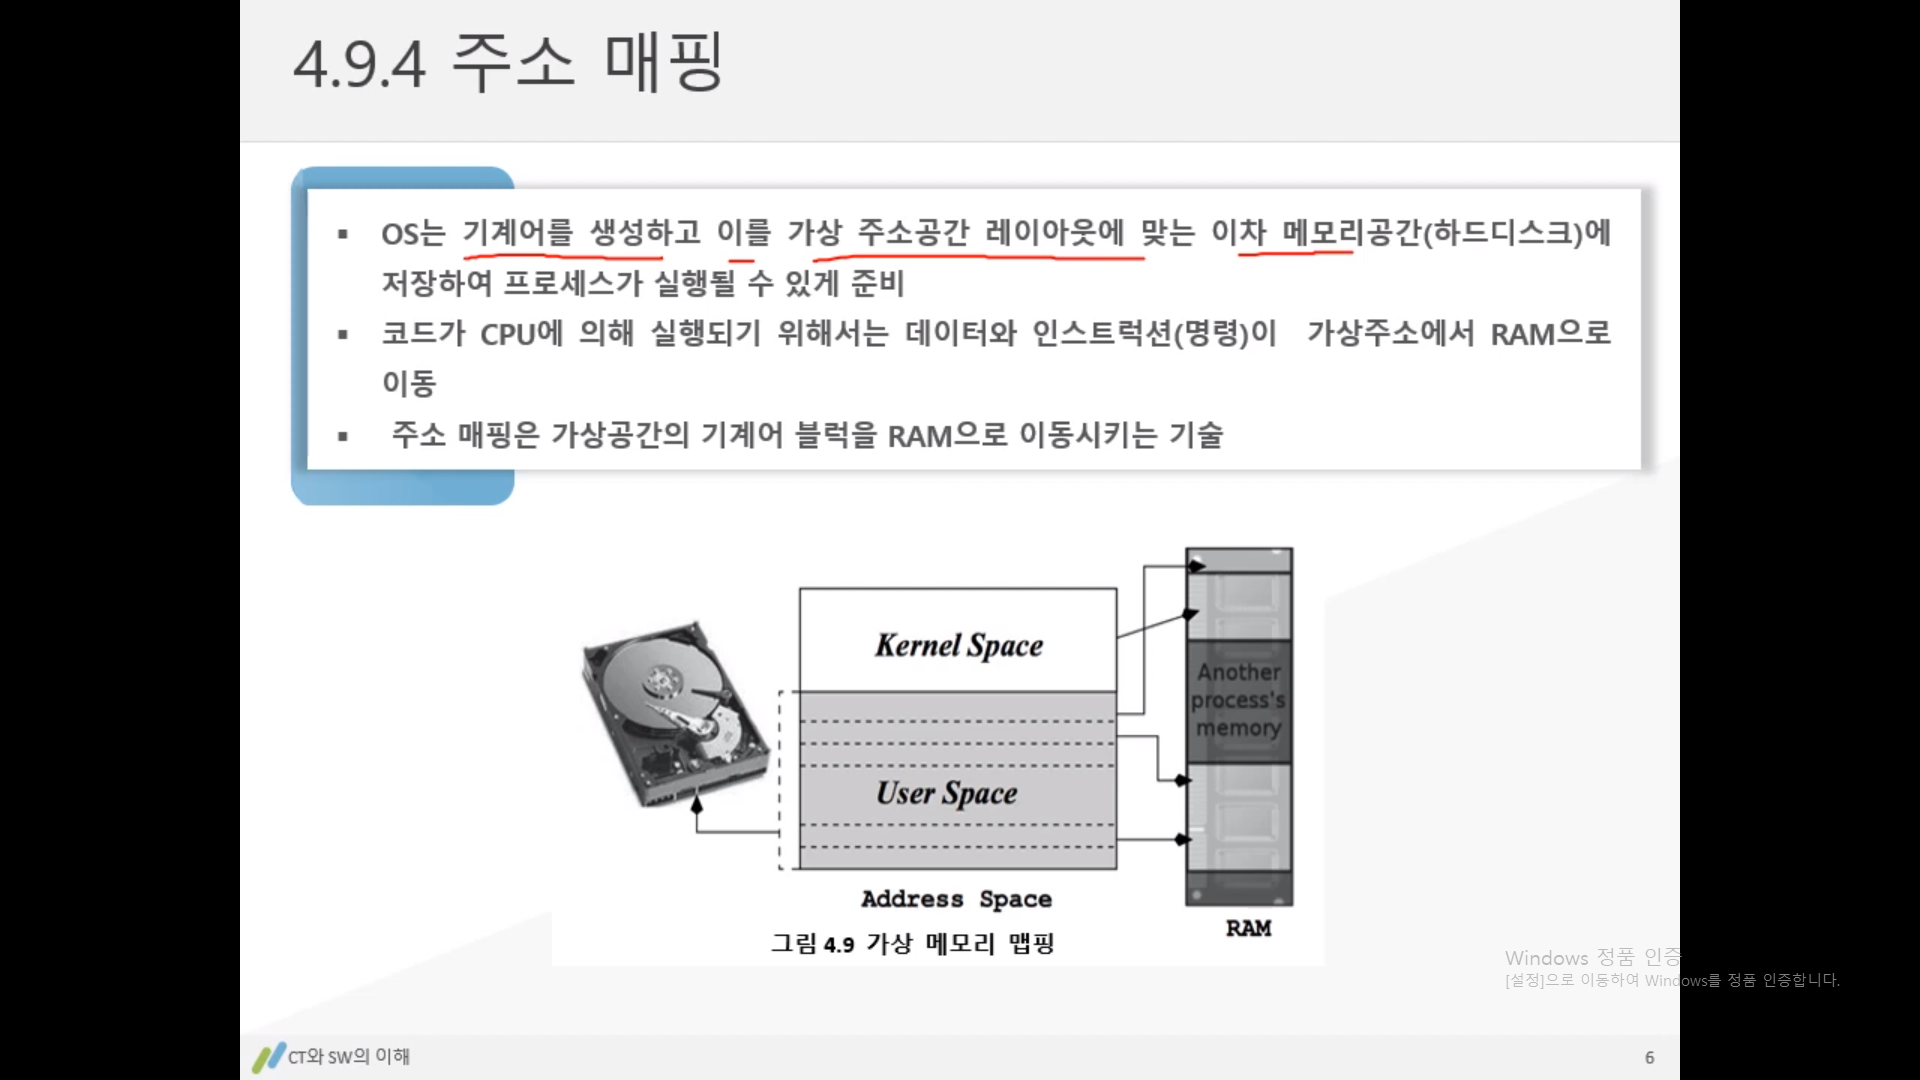 4.9.4 주소 매핑
▪ OS는 기계어를 생성하고 이를 가상 주소공간 레이아웃에 맞는 이차 메모리공간(하드디스크)에
저장하여 프로세스가 실행될 수 있게 준비
▪ 코드가 CPU에 의해 실행되기 위해서는 데이터와 인스트럭션(명령)이 가상주소에서 RAM으로
이동
▪ 주소 매핑은 가상공간의 기계어 블럭을 RAM으로 이동시키는 기술
Kernel Space
User Space
Address Space
Another
process's
memory
RAM
그림 4.9 가상 메모리 맵핑
Windows 정품 인증
[설정]으로 이동하여 Windows를 정품 인증합니다.
CT와 SW의 이해
6